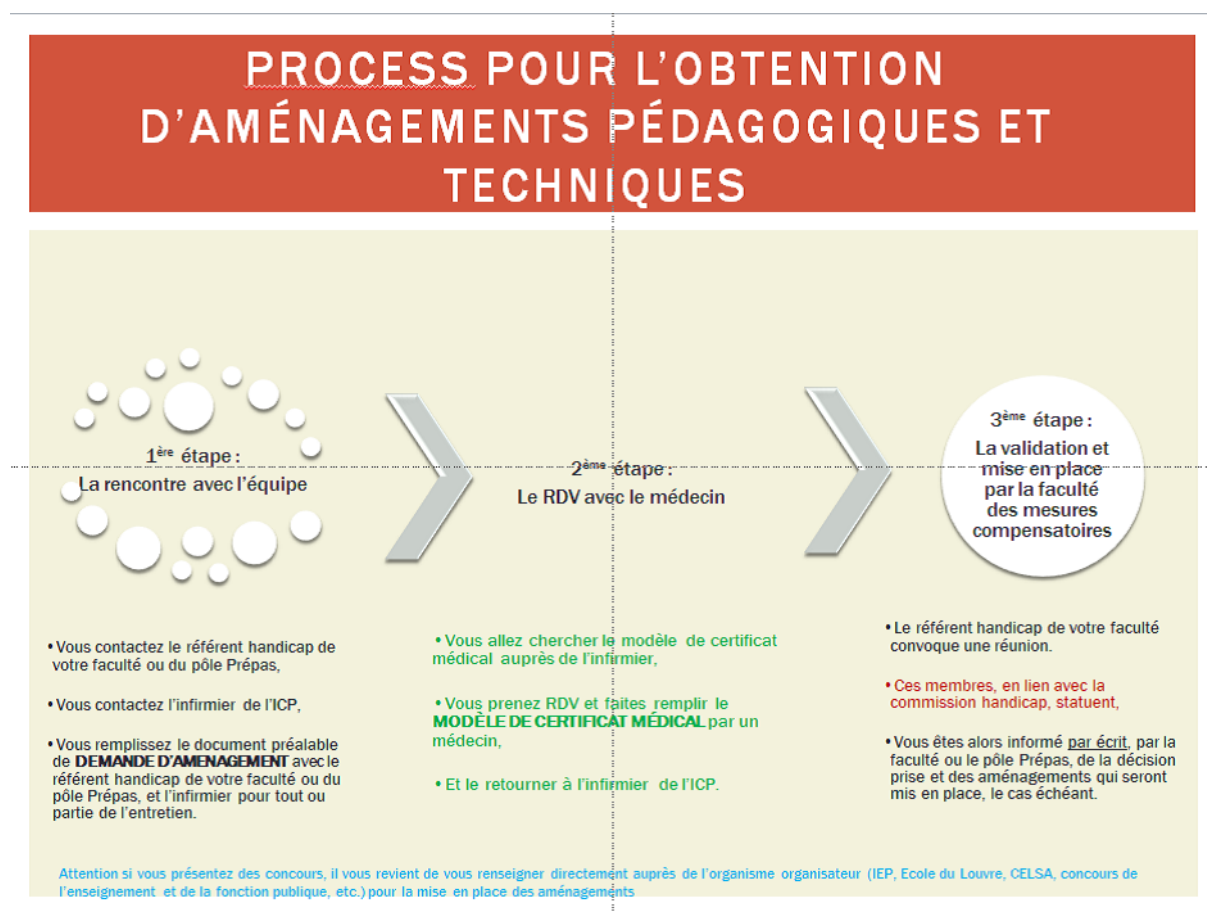 PROCESS POUR L’OBTENTION
D’AMÉNAGEMENTS PÉDAGOGIQUES ET
TECHNIQUES
1ère étape :
La rencontre avec l’équipe
2ème étape :
Le RDV avec le médecin
3ème étape :
La validation et
mise en place
par la faculté
des mesures
compensatoires
• Vous contactez le référent handicap de
votre faculté ou du pôle Prépas,
• Vous contactez l’infirmier de l’ICP,
• Vous remplissez le document préalable
de DEMANDE D’AMENAGEMENT avec le
référent handicap de votre faculté ou du
pôle Prépas, et l’infirmier pour tout ou
partie de l’entretien.
• Vous allez chercher le modèle de certificat
médical auprès de l’infirmier,
• Vous prenez RDV et faites remplir le
MODÈLE DE CERTIFICAT MÉDICAL par un
médecin,
• Et le retourner à l’infirmier de l’ICP.
• Le référent handicap de votre faculté
convoque une réunion.
• Ces membres, en lien avec la
commission handicap, statuent,
• Vous êtes alors informé par écrit, par la
faculté ou le pôle Prépas, de la décision
prise et des aménagements qui seront
mis en place, le cas échéant.
Attention si vous présentez des concours, il vous revient de vous renseigner directement auprès de l’organisme organisateur (IEP, Ecole du Louvre, CELSA, concours de
l’enseignement et de la fonction publique, etc.) pour la mise en place des aménagements